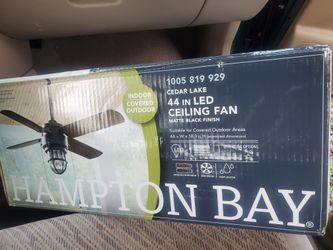 1005 819 929
INDOOR
COVERED
OUTDOOR
CEDAR LAKE
44 IN LED
CEILING FAN
MATTE BLACK FINISH
Suitable for Covered Outdoor Areas
HAMPTON BAY®